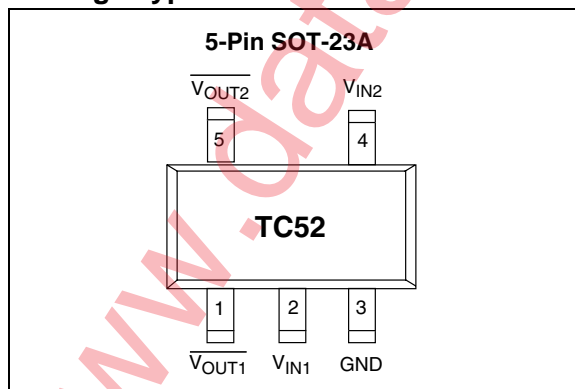 5-Pin SOT-23A
V̅O̅U̅T̅2̅ VIN2
5 4
TC52
1 2 3
V̅O̅U̅T̅1̅ VIN1 GND